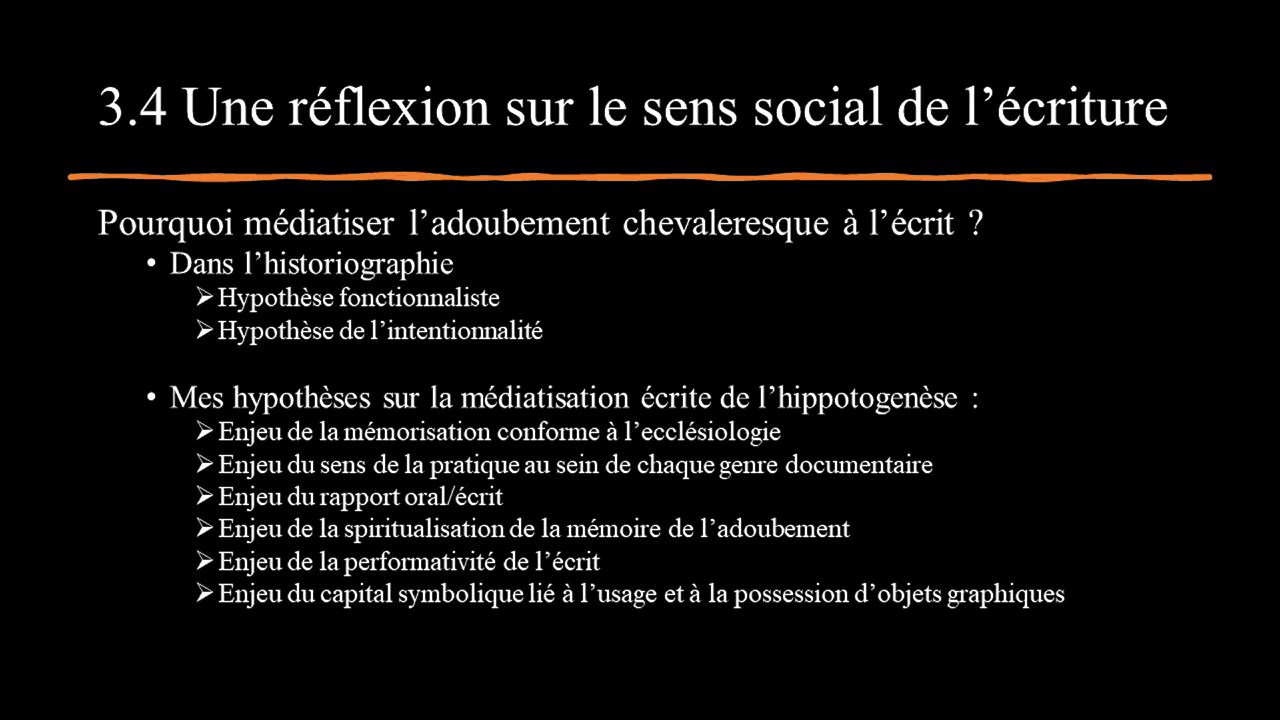 3.4 Une réflexion sur le sens social de l’écriture
Pourquoi médiatiser l’adoubement chevaleresque à l’écrit ?
• Dans l’historiographie
➢ Hypothèse fonctionnaliste
➢ Hypothèse de l’intentionnalité
• Mes hypothèses sur la médiatisation écrite de l’hippotogenèse :
➢ Enjeu de la mémorisation conforme à l’ecclésiologie
➢ Enjeu du sens de la pratique au sein de chaque genre documentaire
➢ Enjeu du rapport oral/écrit
➢ Enjeu de la spiritualisation de la mémoire de l’adoubement
➢ Enjeu de la performativité de l’écrit
➢ Enjeu du capital symbolique lié à l’usage et à la possession d’objets graphiques